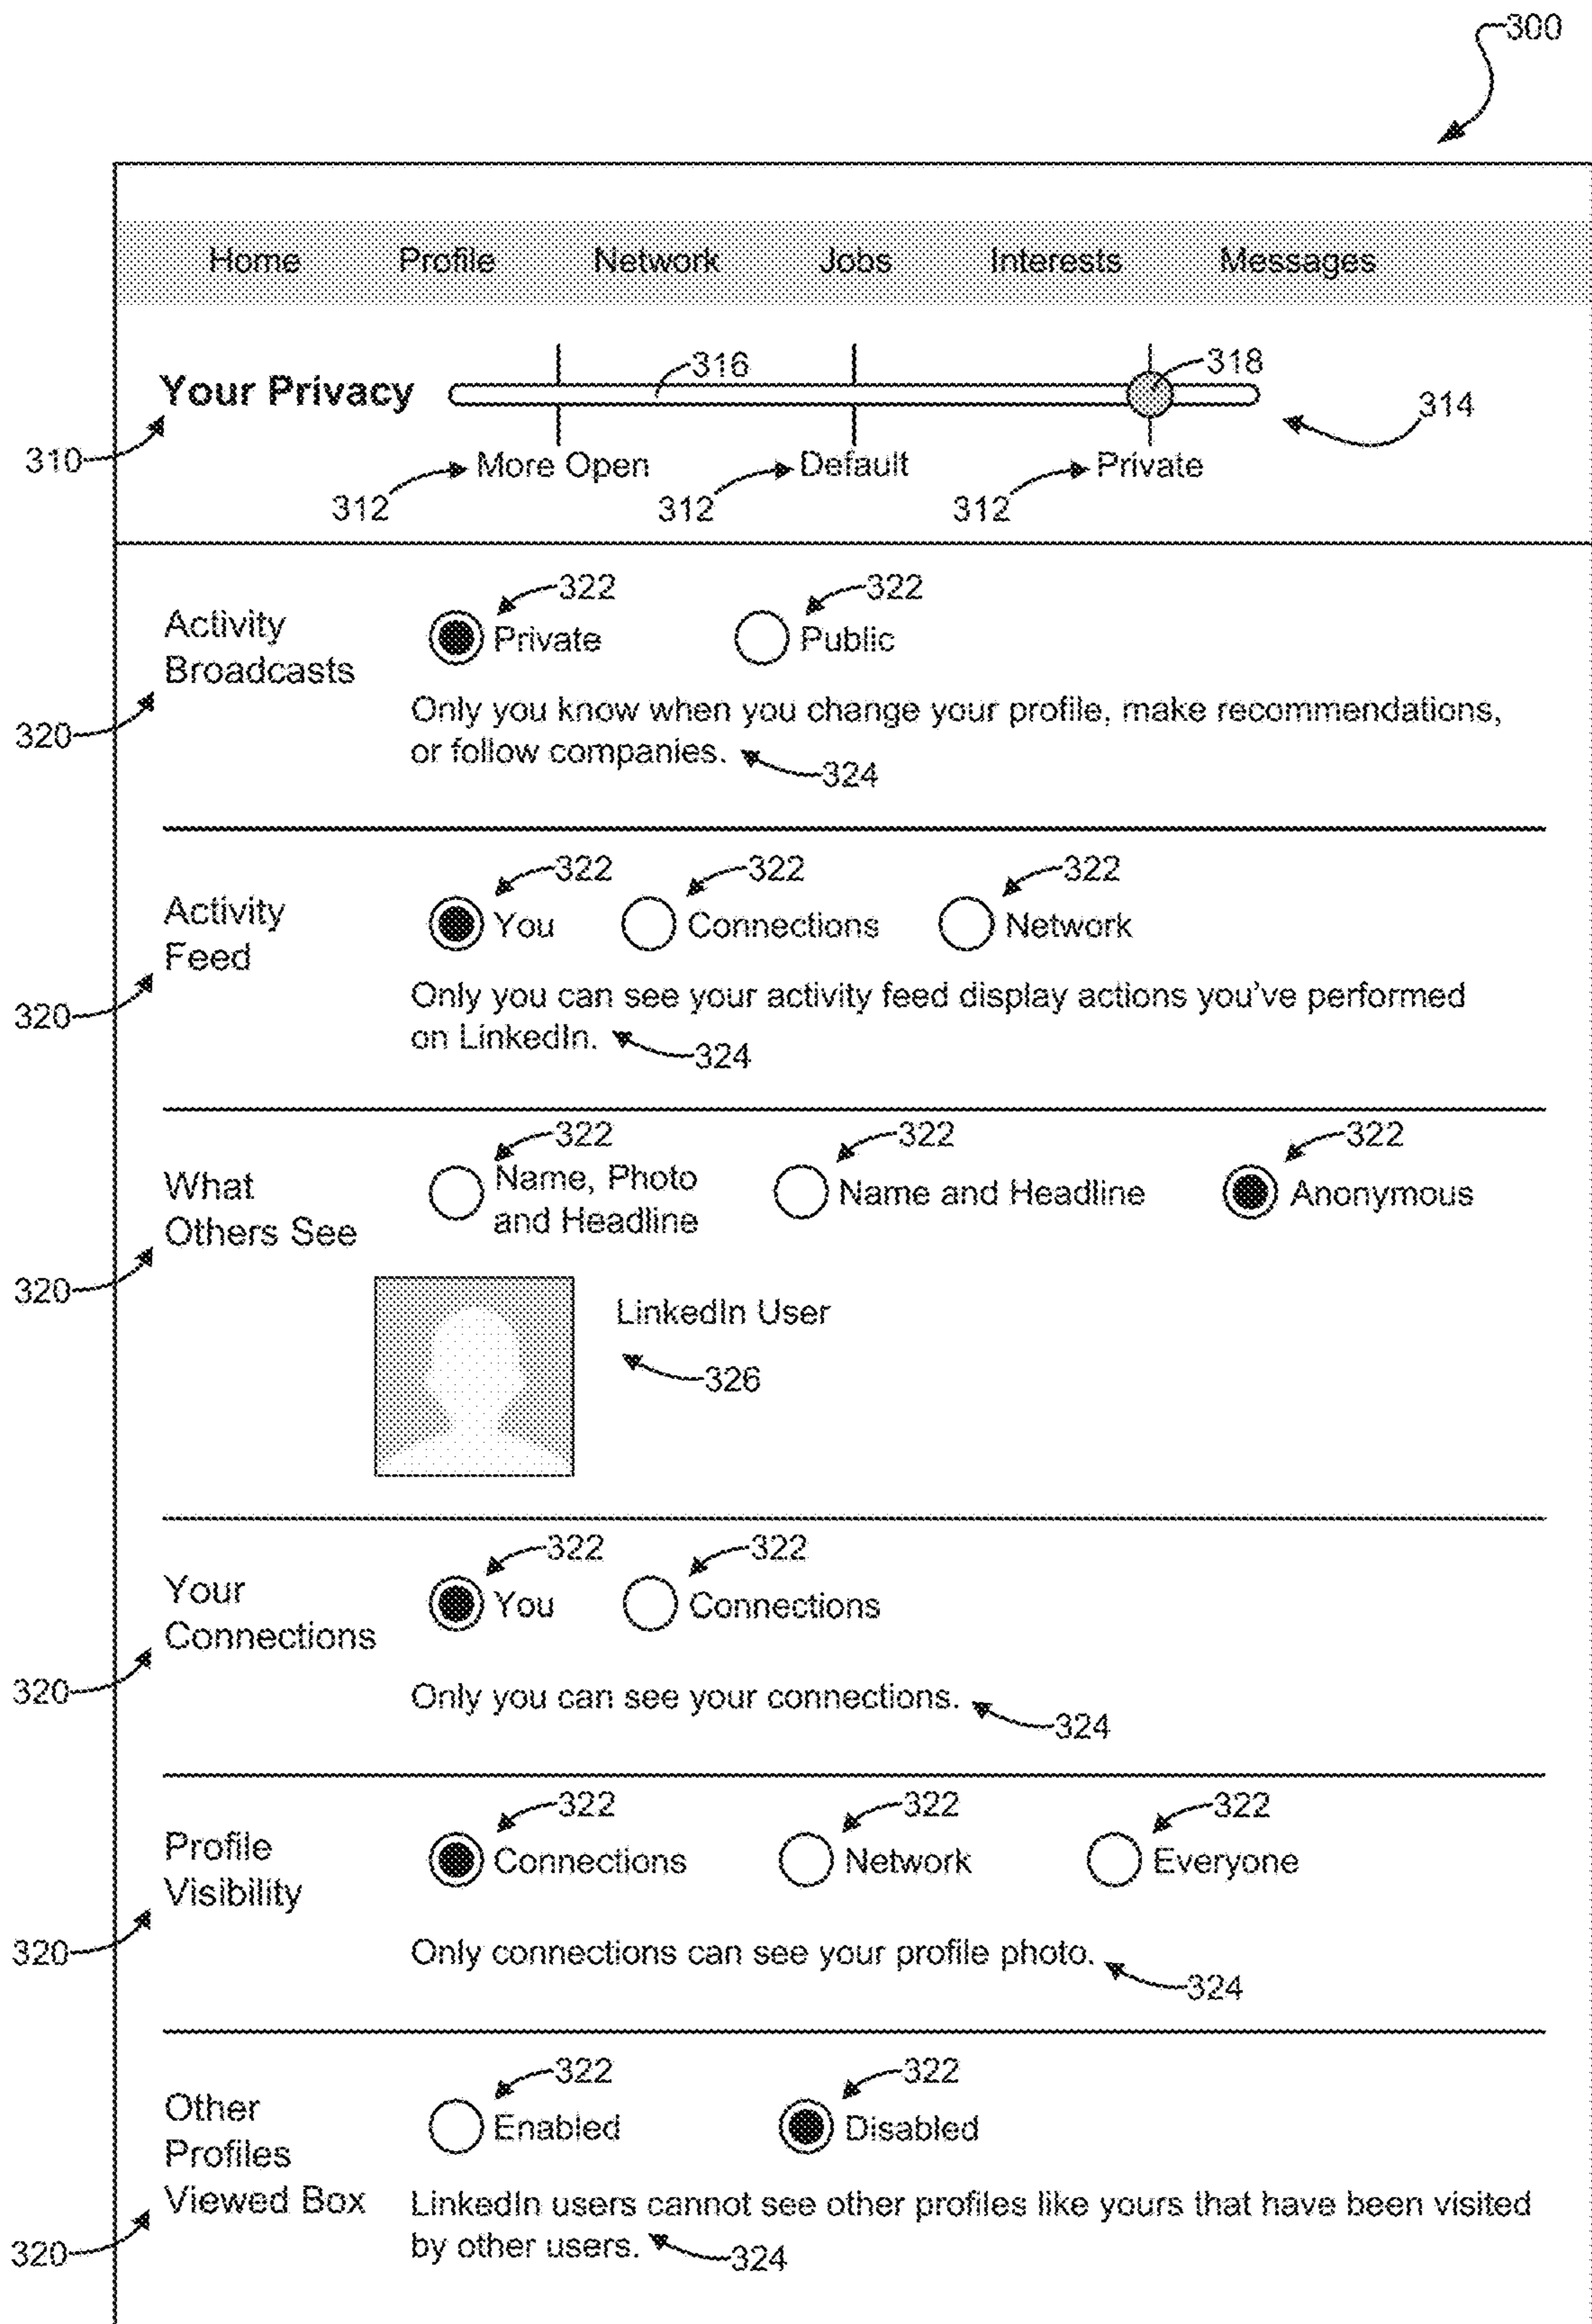 300
Home Profile Network Jobs Interests Messages
316 318
Your Privacy
314
310
More Open Default Private
312 312 312
322 322
Activity
Broadcasts
Private Public
320
Only you know when you change your profile, make recommendations,
or follow companies.
324
322 322 322
Activity
Feed
You Connections Network
320
Only you can see your activity feed display actions you've performed
on LinkedIn.
324
322 322 322
What
Others See
Name, Photo
and Headline
Name and Headline
Anonymous
320
LinkedIn User
326
322 322
Your
Connections
You Connections
320
Only you can see your connections.
324
322 322 322
Profile
Visibility
Connections Network Everyone
320
Only connections can see your profile photo.
324
322 322
Other
Profiles
Viewed Box
Enabled Disabled
320
LinkedIn users cannot see other profiles like yours that have been visited
by other users.
324